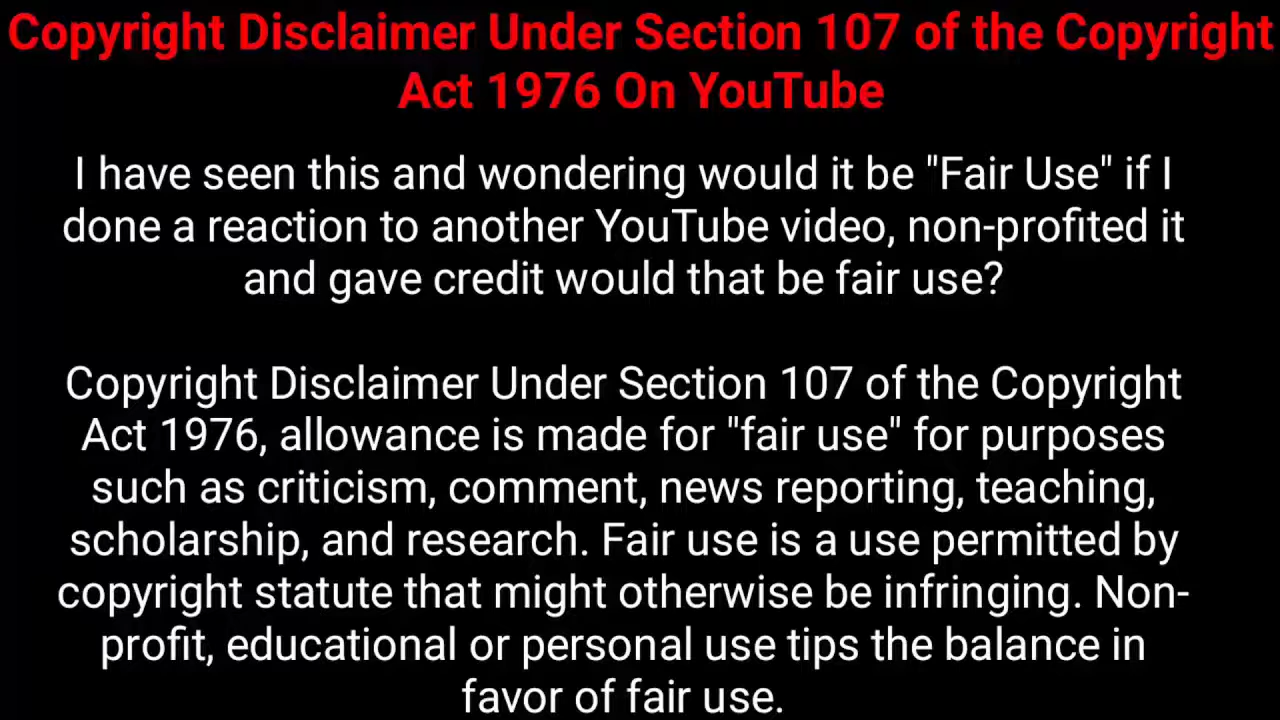 Copyright Disclaimer Under Section 107 of the Copyright
Act 1976 On YouTube
I have seen this and wondering would it be "Fair Use" if I
done a reaction to another YouTube video, non-profited it
and gave credit would that be fair use?
Copyright Disclaimer Under Section 107 of the Copyright
Act 1976, allowance is made for "fair use" for purposes
such as criticism, comment, news reporting, teaching,
scholarship, and research. Fair use is a use permitted by
copyright statute that might otherwise be infringing. Non-
profit, educational or personal use tips the balance in
favor of fair use.